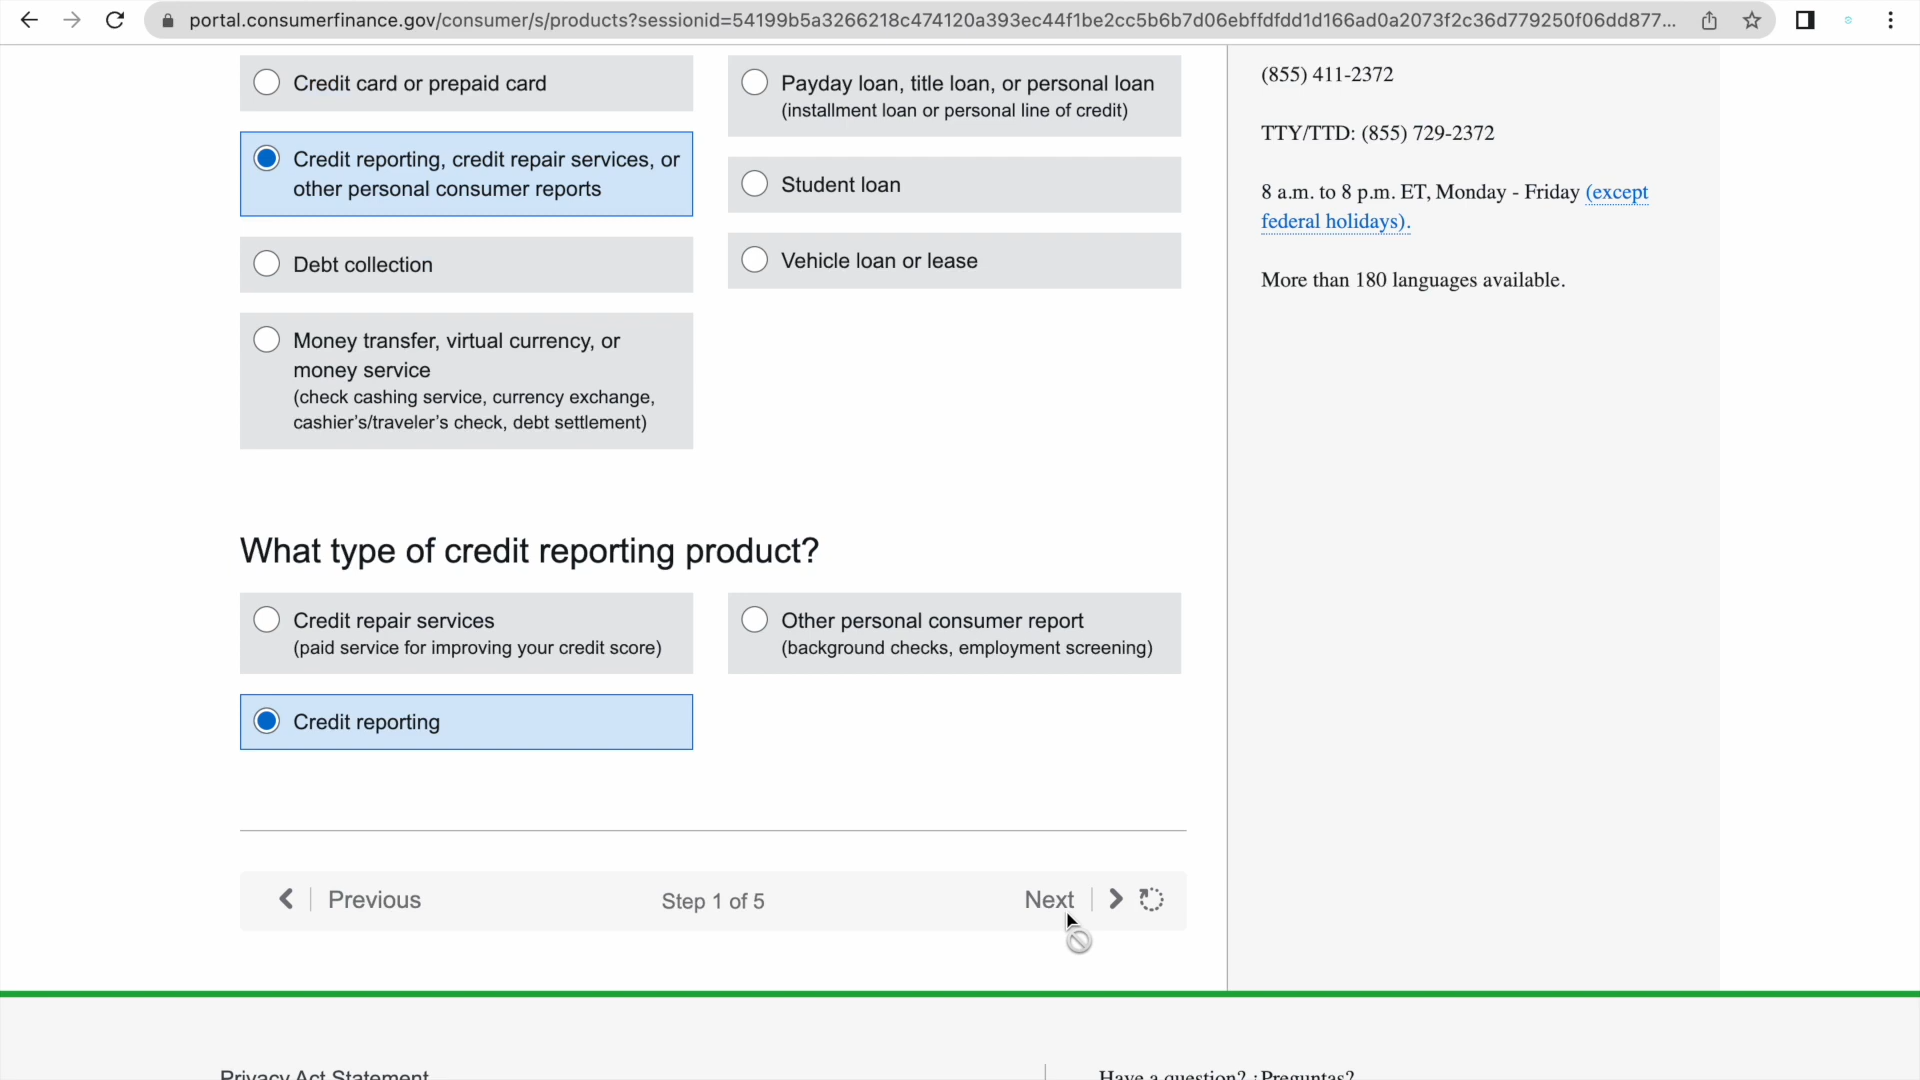 portal.consumerfinance.gov/consumer/s/products?sessionid=54199b5a3266218c474120a393ec44f1be2cc5b6b7d06ebffdfdd1d166ad0a2073f2c36d779250f06dd877...
Credit card or prepaid card
Credit reporting, credit repair services, or
other personal consumer reports
Debt collection
Money transfer, virtual currency, or
money service
(check cashing service, currency exchange,
cashier's/traveler's check, debt settlement)
Payday loan, title loan, or personal loan
(installment loan or personal line of credit)
Student loan
Vehicle loan or lease
(855) 411-2372
TTY/TTD: (855) 729-2372
8 a.m. to 8 p.m. ET, Monday - Friday (except
federal holidays).
More than 180 languages available.
What type of credit reporting product?
Credit repair services
(paid service for improving your credit score)
Credit reporting
Other personal consumer report
(background checks, employment screening)
Previous
Step 1 of 5
Next
Privacy Act Statement
Have a question? ¿Preguntas?